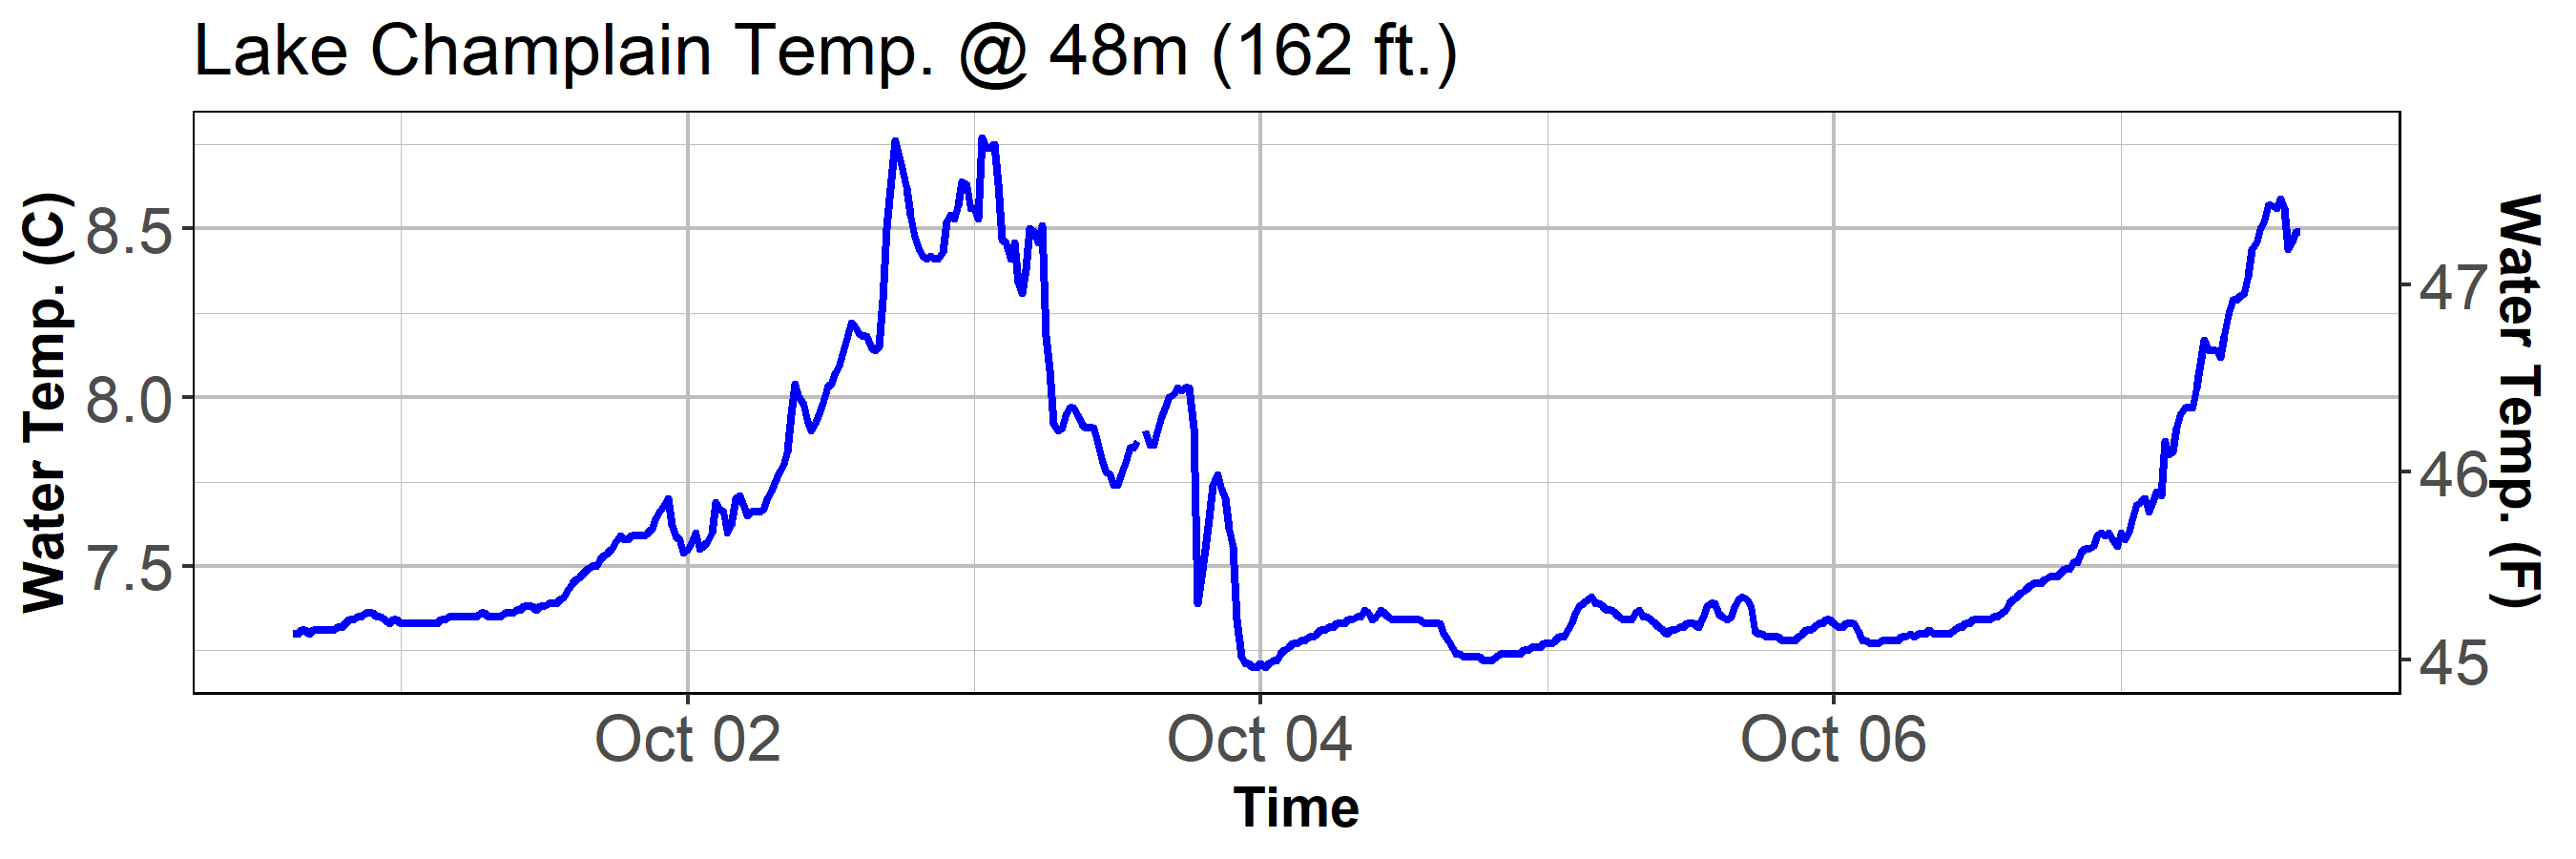 Lake Champlain Temp. @ 48m (162 ft.)
Water Temp. (C)
8.5
8.0
7.5
47
46
45
Water Temp. (F)
Oct 02
Oct 04
Oct 06
Time